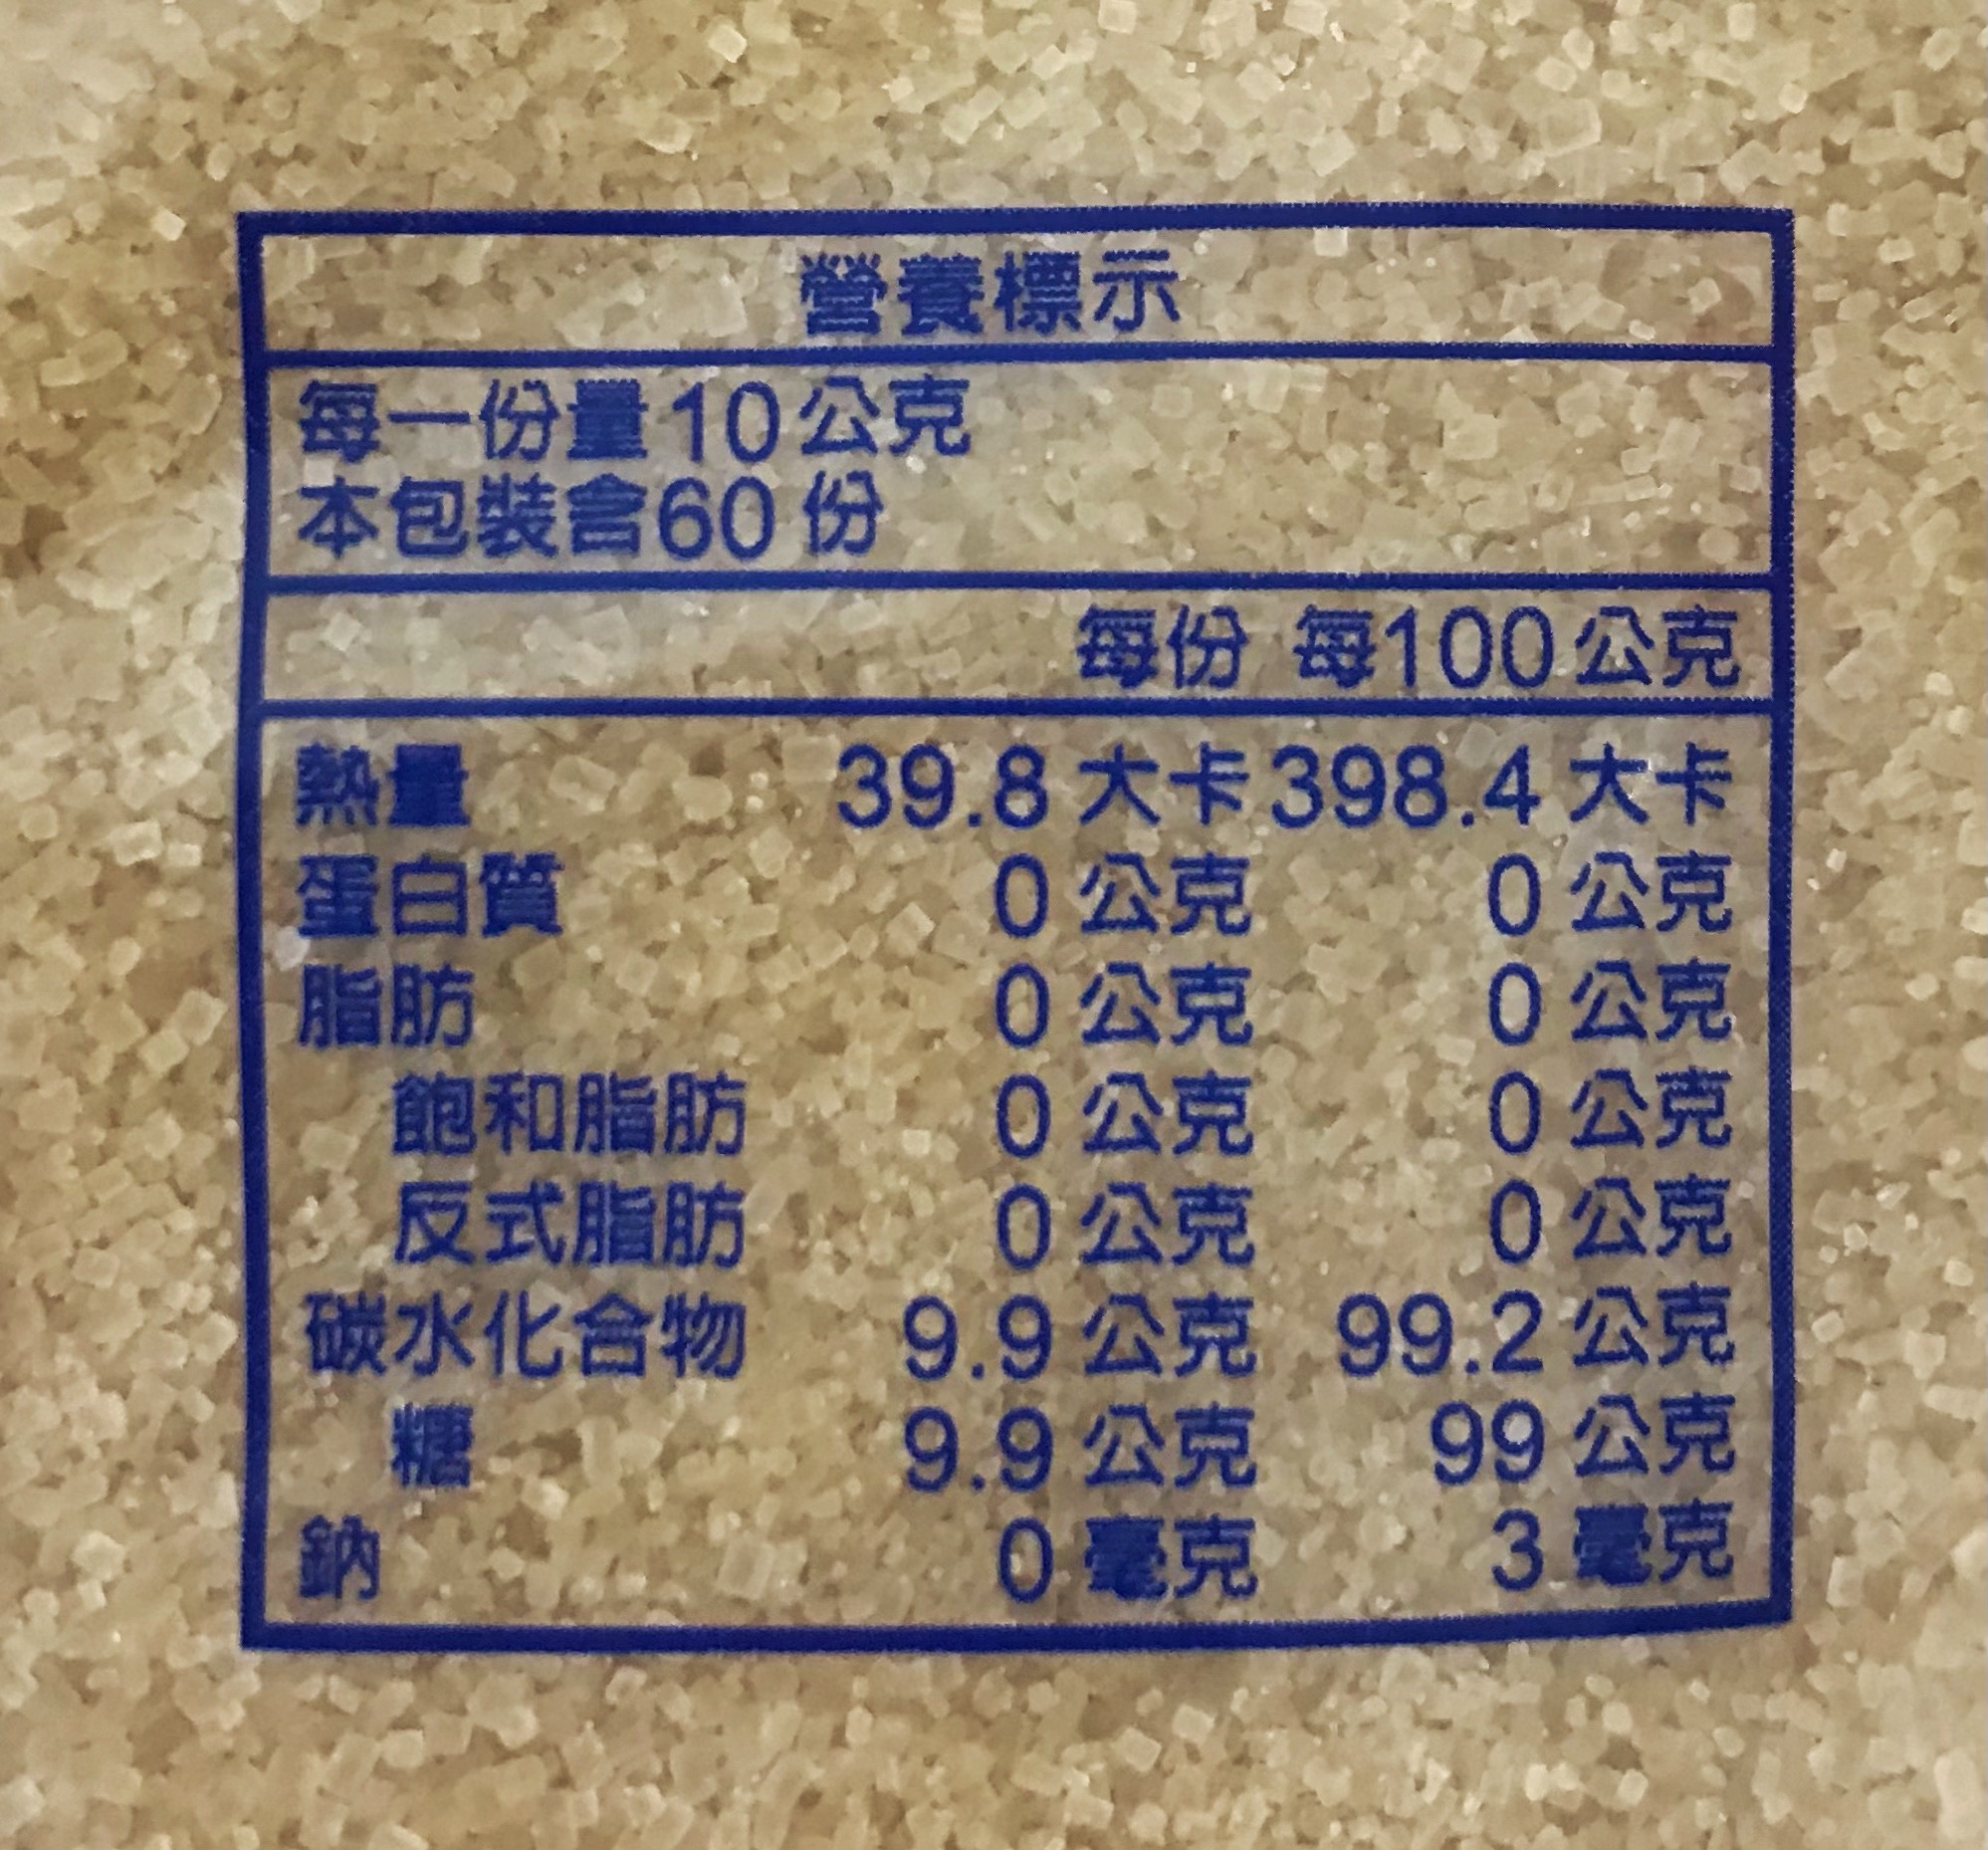 營養標示
每一份量10公克
本包裝含60份
每份 每100公克
熱量 39.8 大卡 398.4 大卡
蛋白質 0 公克 0 公克
脂肪 0 公克 0 公克
飽和脂肪 0 公克 0 公克
反式脂肪 0 公克 0 公克
碳水化合物 9.9 公克 99.2 公克
糖 9.9 公克 99 公克
鈉 0 毫克 3 毫克